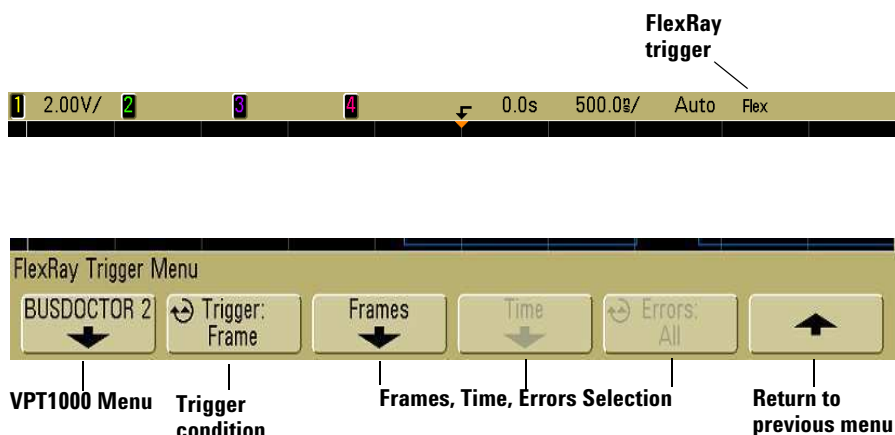 FlexRay
trigger
1 2.00V/ 2 3 4 0.0s 500.0ns/ Auto Flex
FlexRay Trigger Menu
BUSDOCTOR 2
Trigger:
Frame
Frames
Time
Errors:
All
VPT1000 Menu
Trigger
condition
Frames, Time, Errors Selection
Return to
previous menu